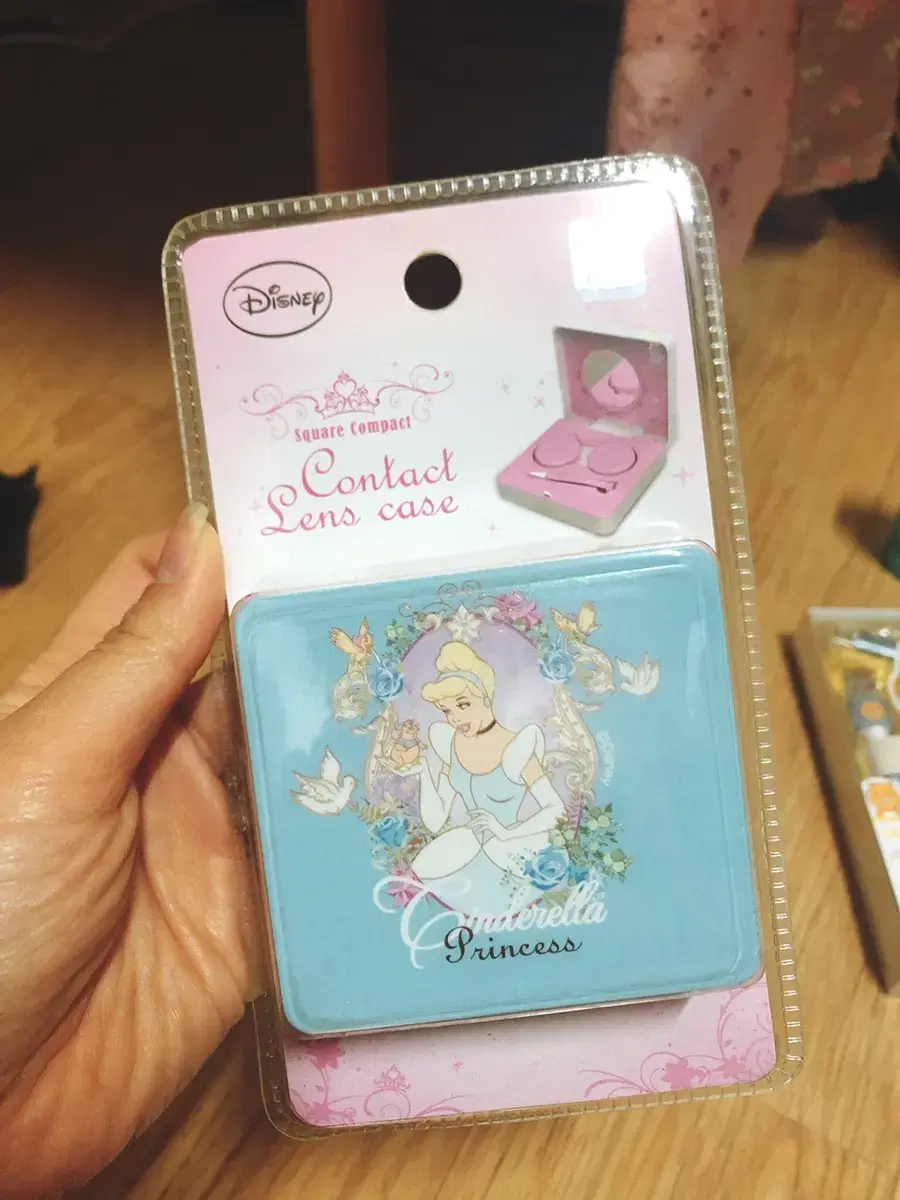 Disney
Square Compact
Contact
Lens case
Cinderella
Princess